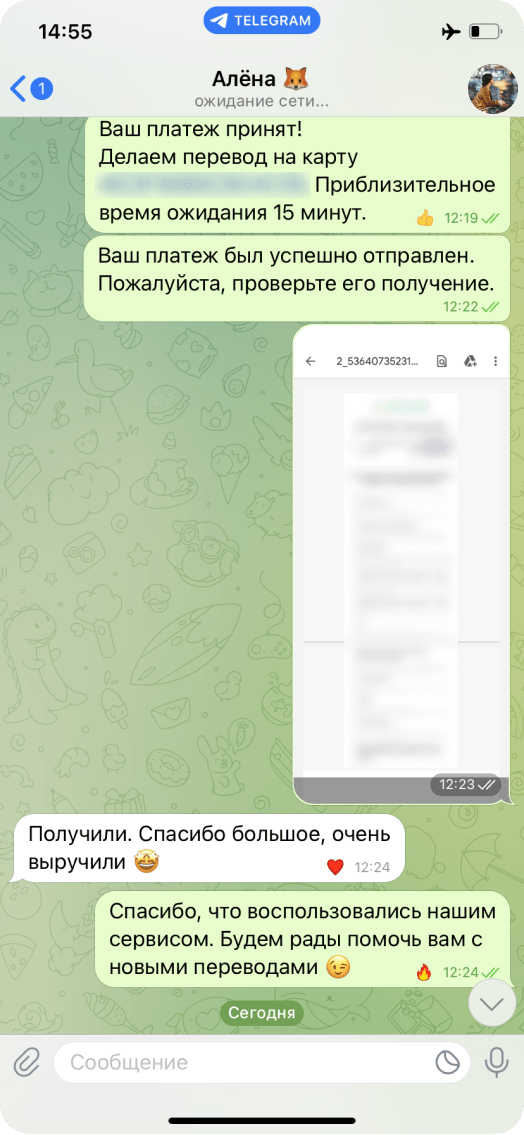 14:55
TELEGRAM
1
Алёна 🦊
ожидание сети...
Ваш платеж принят!
Делаем перевод на карту
Приблизительное
время ожидания 15 минут.
👍 12:19
Ваш платеж был успешно отправлен.
Пожалуйста, проверьте его получение.
12:22
2_53640735231...
12:23
Получили. Спасибо большое, очень
выручили 🤩
❤️ 12:24
Спасибо, что воспользовались нашим
сервисом. Будем рады помочь вам с
новыми переводами 😉
🔥 12:24
Сегодня
Сообщение